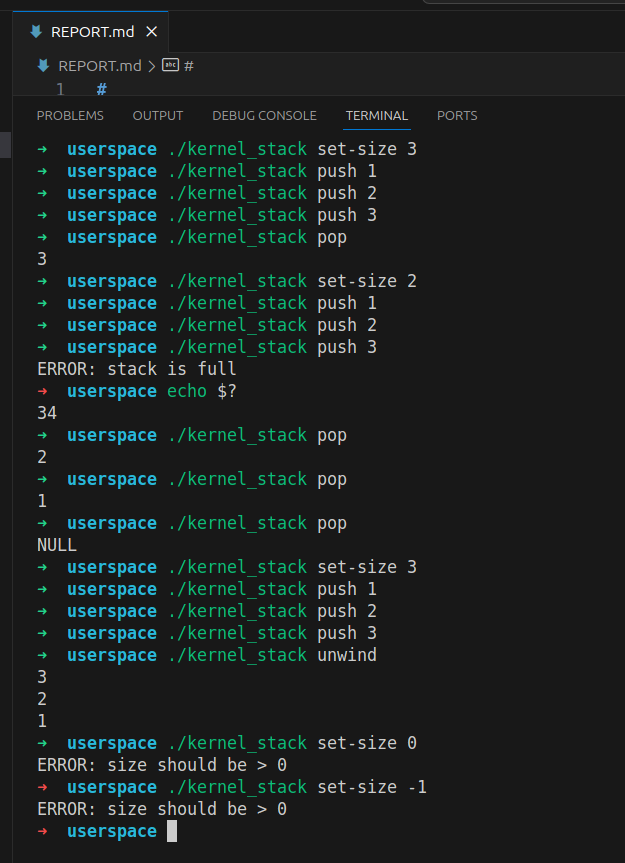 REPORT.md ×
REPORT.md > abc #
1 #
PROBLEMS OUTPUT DEBUG CONSOLE TERMINAL PORTS
→ userspace ./kernel_stack set-size 3
→ userspace ./kernel_stack push 1
→ userspace ./kernel_stack push 2
→ userspace ./kernel_stack push 3
→ userspace ./kernel_stack pop
3
→ userspace ./kernel_stack set-size 2
→ userspace ./kernel_stack push 1
→ userspace ./kernel_stack push 2
→ userspace ./kernel_stack push 3
ERROR: stack is full
→ userspace echo $?
34
→ userspace ./kernel_stack pop
2
→ userspace ./kernel_stack pop
1
→ userspace ./kernel_stack pop
NULL
→ userspace ./kernel_stack set-size 3
→ userspace ./kernel_stack push 1
→ userspace ./kernel_stack push 2
→ userspace ./kernel_stack push 3
→ userspace ./kernel_stack unwind
3
2
1
→ userspace ./kernel_stack set-size 0
ERROR: size should be > 0
→ userspace ./kernel_stack set-size -1
ERROR: size should be > 0
→ userspace